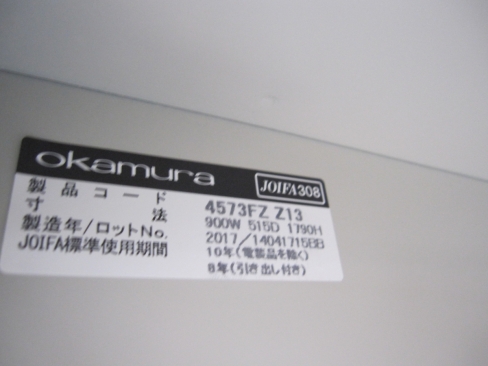 okamura JOIFA308
製品コード 4573FZ Z13
寸法 900W 515D 1790H
製造年/ロットNo. 2017/14041715BB
JOIFA標準使用期間 10年(電装品を除く)
8年(引き出し付き)